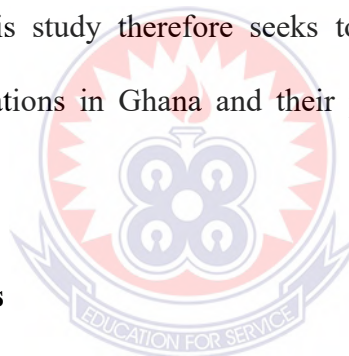 is study therefore seeks to
ations in Ghana and their
s
EDUCATION FOR SERVICE